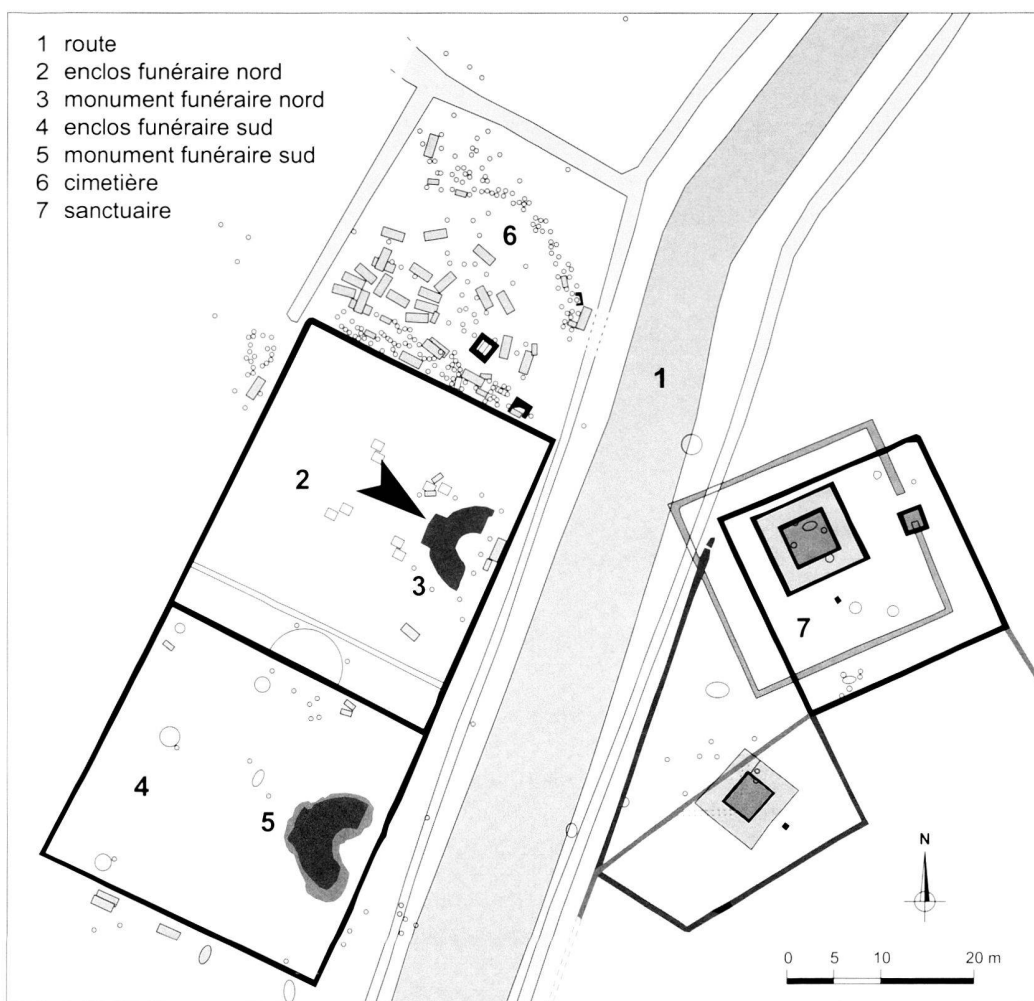 1 route
2 enclos funéraire nord
3 monument funéraire nord
4 enclos funéraire sud
5 monument funéraire sud
6 cimetière
7 sanctuaire
6
1
2
3
7
4
5
N
0 5 10 20 m